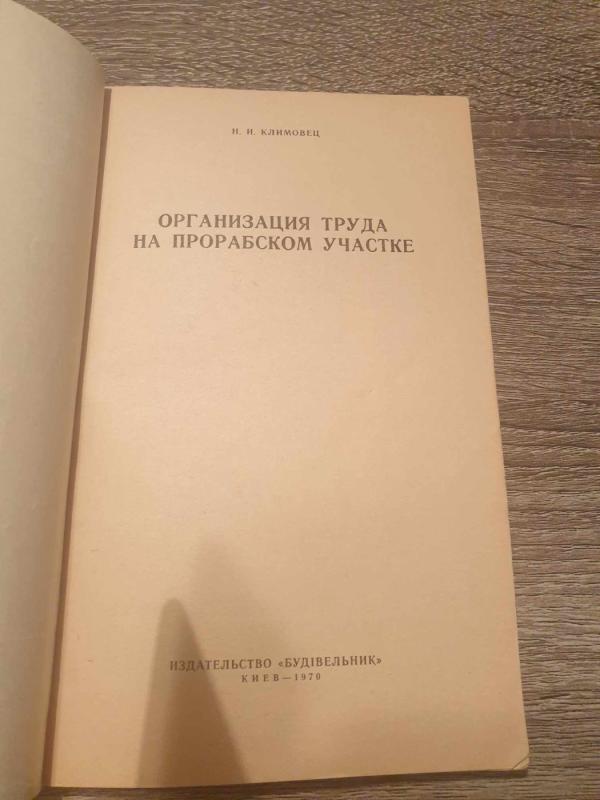 Н. И. КЛИМОВЕЦ
ОРГАНИЗАЦИЯ ТРУДА
НА ПРОРАБСКОМ УЧАСТКЕ
ИЗДАТЕЛЬСТВО «БУДІВЕЛЬНИК»
КИЕВ—1970